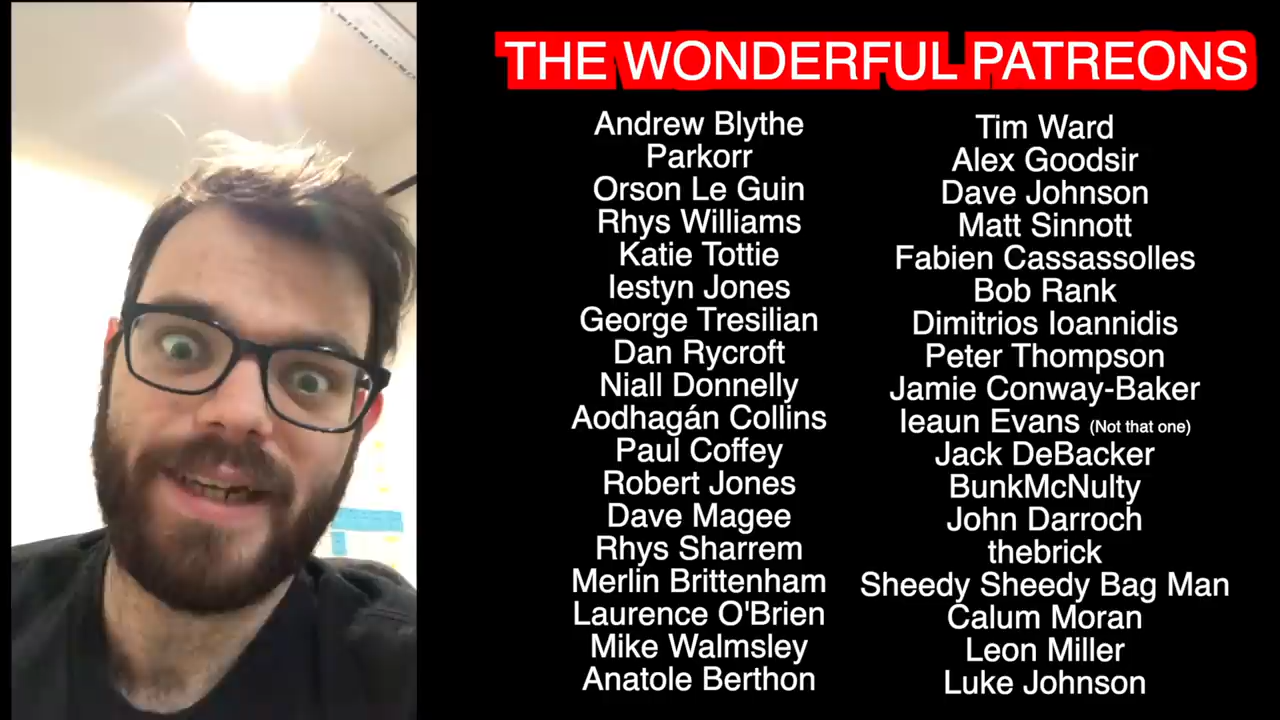 THE WONDERFUL PATREONS
Andrew Blythe
Parkorr
Orson Le Guin
Rhys Williams
Katie Tottie
Iestyn Jones
George Tresilian
Dan Rycroft
Niall Donnelly
Aodhagán Collins
Paul Coffey
Robert Jones
Dave Magee
Rhys Sharrem
Merlin Brittenham
Laurence O'Brien
Mike Walmsley
Anatole Berthon
Tim Ward
Alex Goodsir
Dave Johnson
Matt Sinnott
Fabien Cassassolles
Bob Rank
Dimitrios Ioannidis
Peter Thompson
Jamie Conway-Baker
Ieaun Evans (Not that one)
Jack DeBacker
BunkMcNulty
John Darroch
thebrick
Sheedy Sheedy Bag Man
Calum Moran
Leon Miller
Luke Johnson